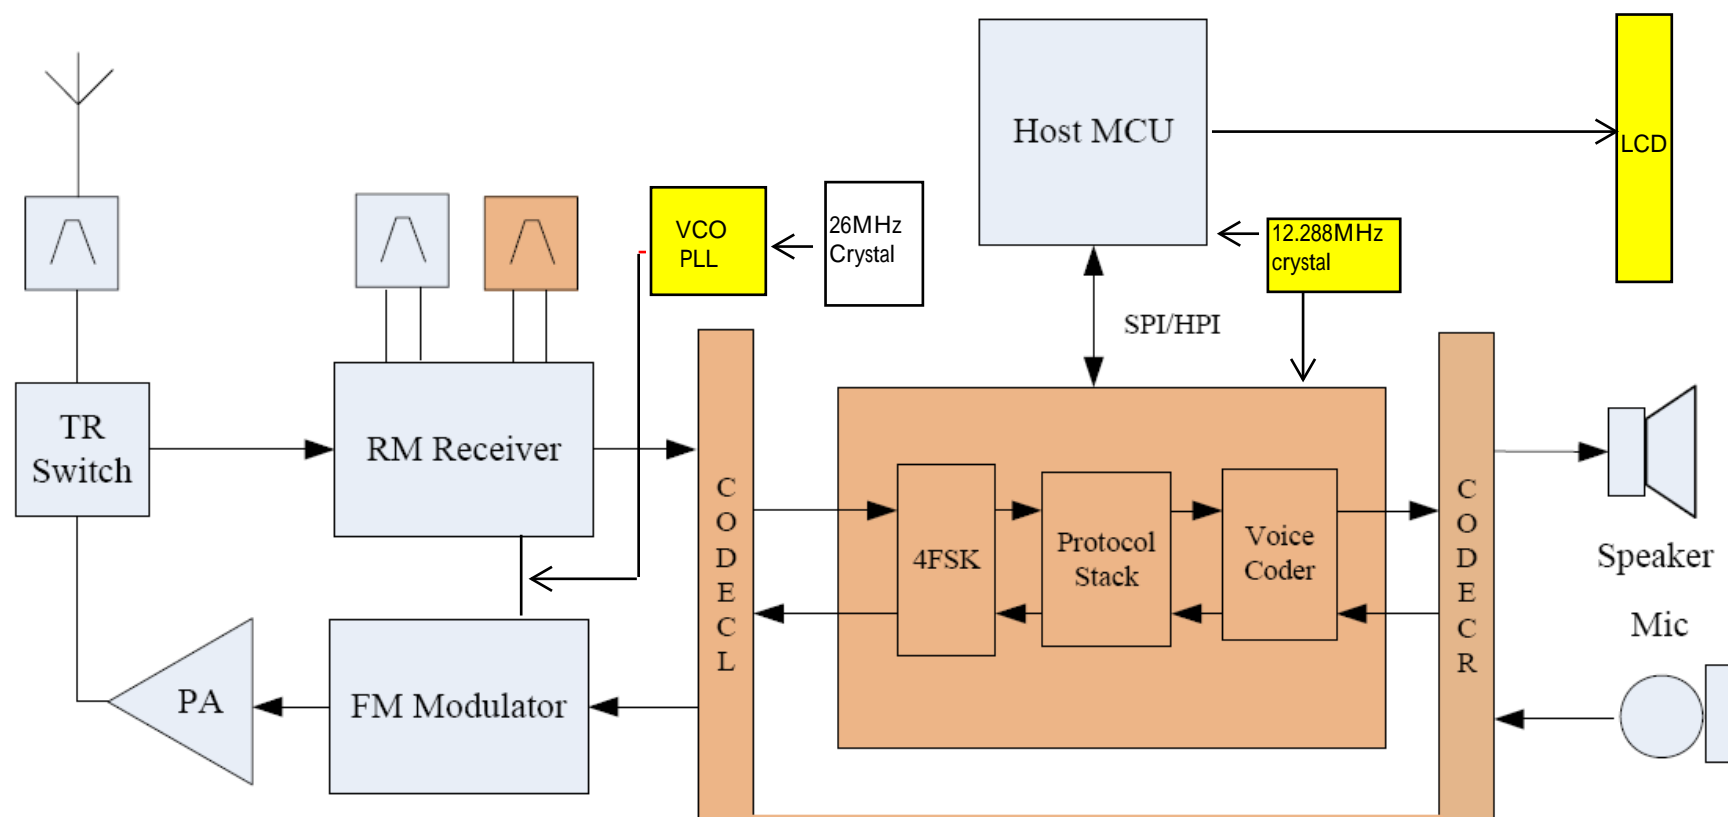 Host MCU
LCD
VCO
PLL
26MHz
Crystal
12.288MHz
crystal
SPI/HPI
TR
Switch
RM Receiver
C
O
D
E
C
L
4FSK
Protocol
Stack
Voice
Coder
C
O
D
E
C
R
Speaker
Mic
PA
FM Modulator